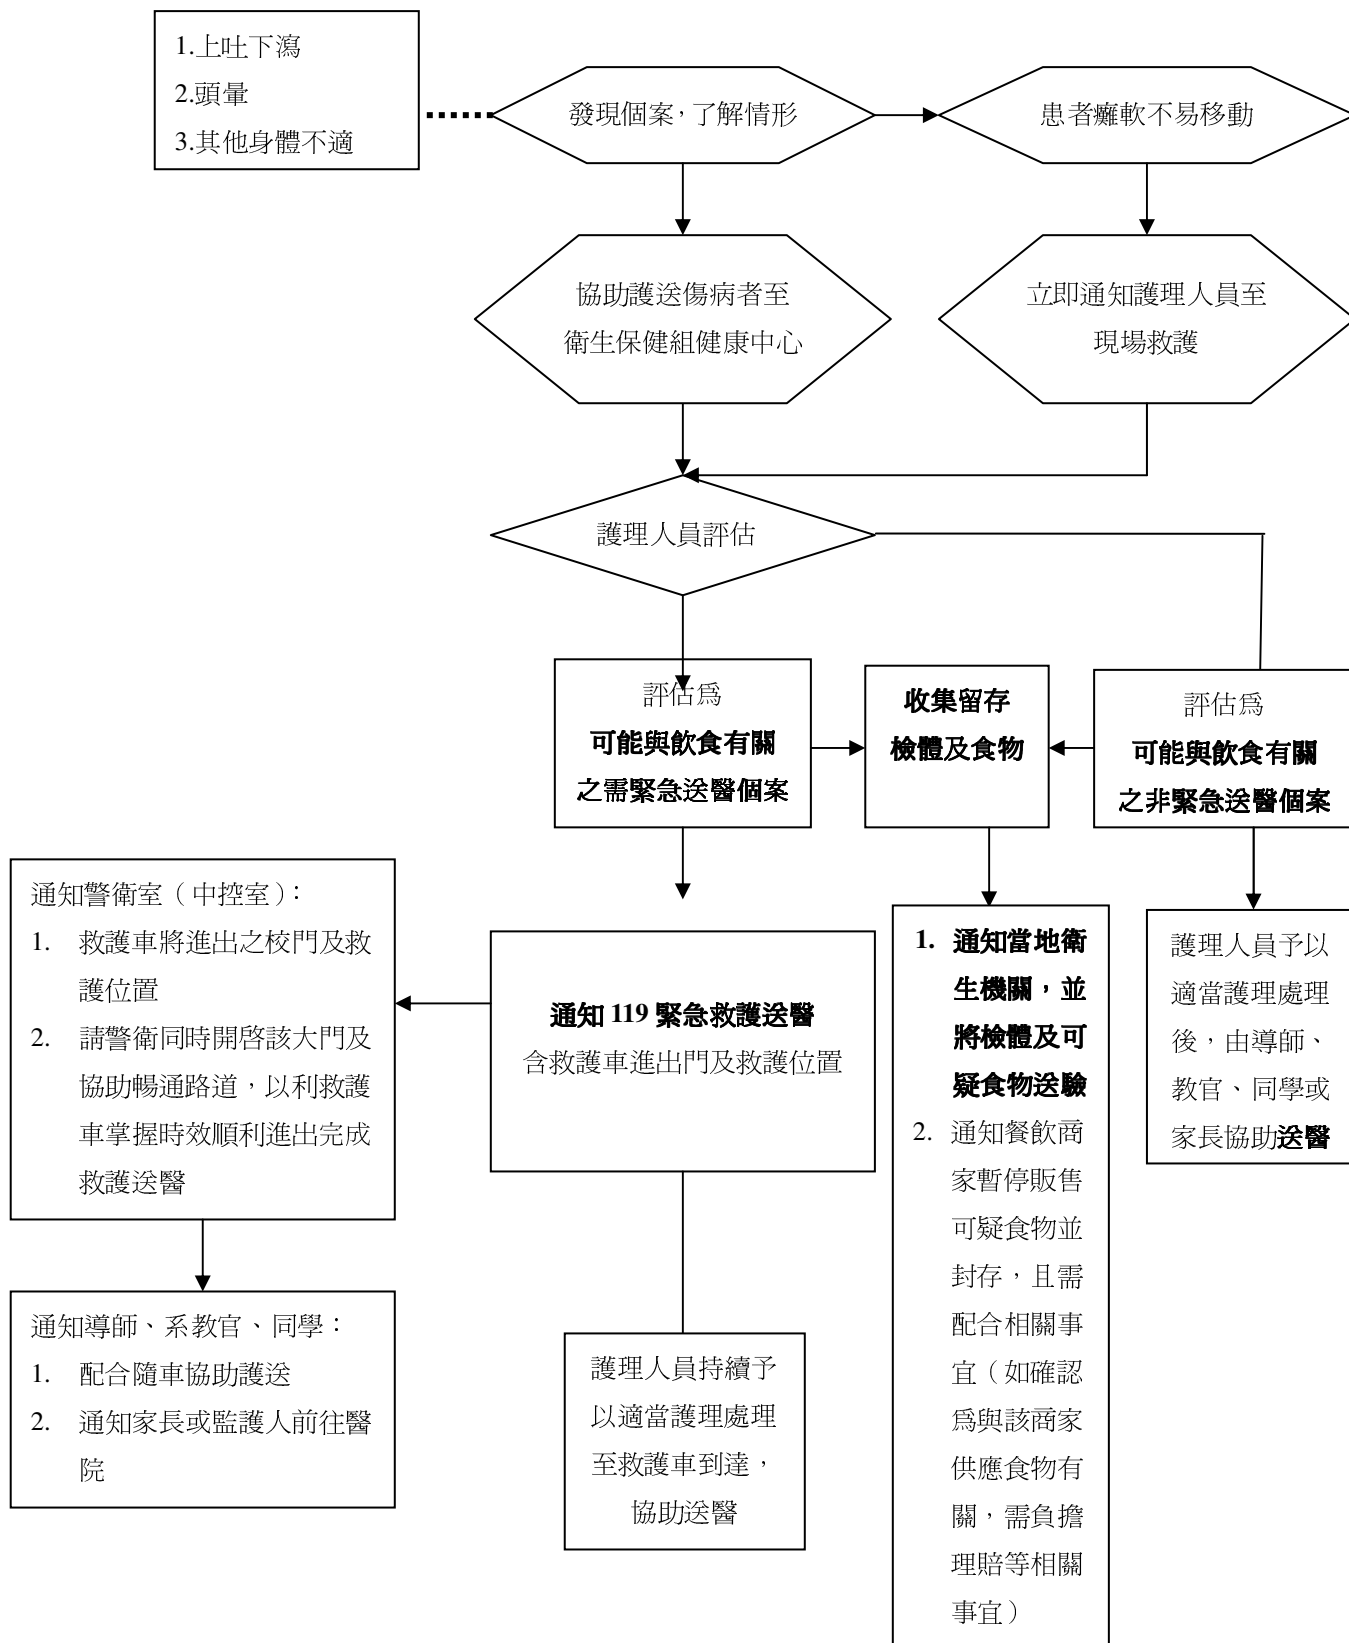 1.上吐下瀉
2.頭暈
3.其他身體不適
發現個案，了解情形
患者癱軟不易移動
協助護送傷病者至
衛生保健組健康中心
立即通知護理人員至
現場救護
護理人員評估
評估為
可能與飲食有關
之需緊急送醫個案
收集留存
檢體及食物
評估為
可能與飲食有關
之非緊急送醫個案
通知警衛室（中控室）：
1. 救護車將進出之校門及救
護位置
2. 請警衛同時開啟該大門及
協助暢通路道，以利救護
車掌握時效順利進出完成
救護送醫
通知 119 緊急救護送醫
含救護車進出門及救護位置
1. 通知當地衛
生機關，並
將檢體及可
疑食物送驗
2. 通知餐飲商
家暫停販售
可疑食物並
封存，且需
配合相關事
宜（如確認
為與該商家
供應食物有
關，需負擔
理賠等相關
事宜）
護理人員予以
適當護理處理
後，由導師、
教官、同學或
家長協助送醫
通知導師、系教官、同學：
1. 配合隨車協助護送
2. 通知家長或監護人前往醫
院
護理人員持續予
以適當護理處理
至救護車到達，
協助送醫